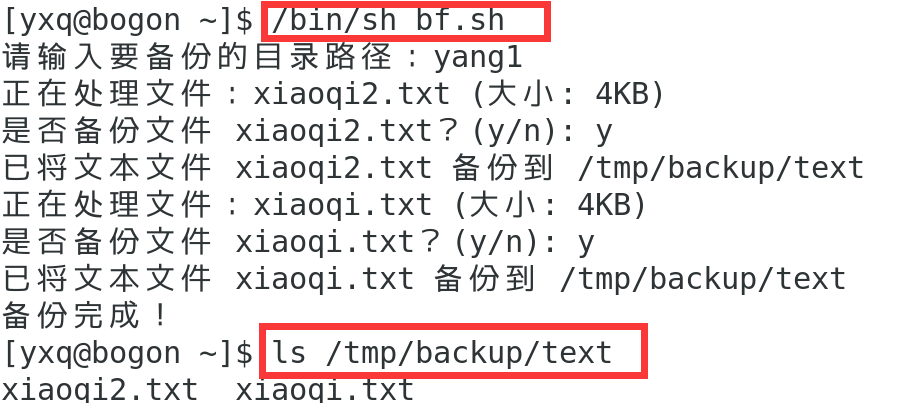 [yxq@bogon ~]$ /bin/sh bf.sh
请输入要备份的目录路径：yang1
正在处理文件：xiaoqi2.txt (大小: 4KB)
是否备份文件 xiaoqi2.txt？(y/n): y
已将文本文件 xiaoqi2.txt 备份到 /tmp/backup/text
正在处理文件：xiaoqi.txt (大小: 4KB)
是否备份文件 xiaoqi.txt？(y/n): y
已将文本文件 xiaoqi.txt 备份到 /tmp/backup/text
备份完成！
[yxq@bogon ~]$ ls /tmp/backup/text
xiaoqi2.txt  xiaoqi.txt